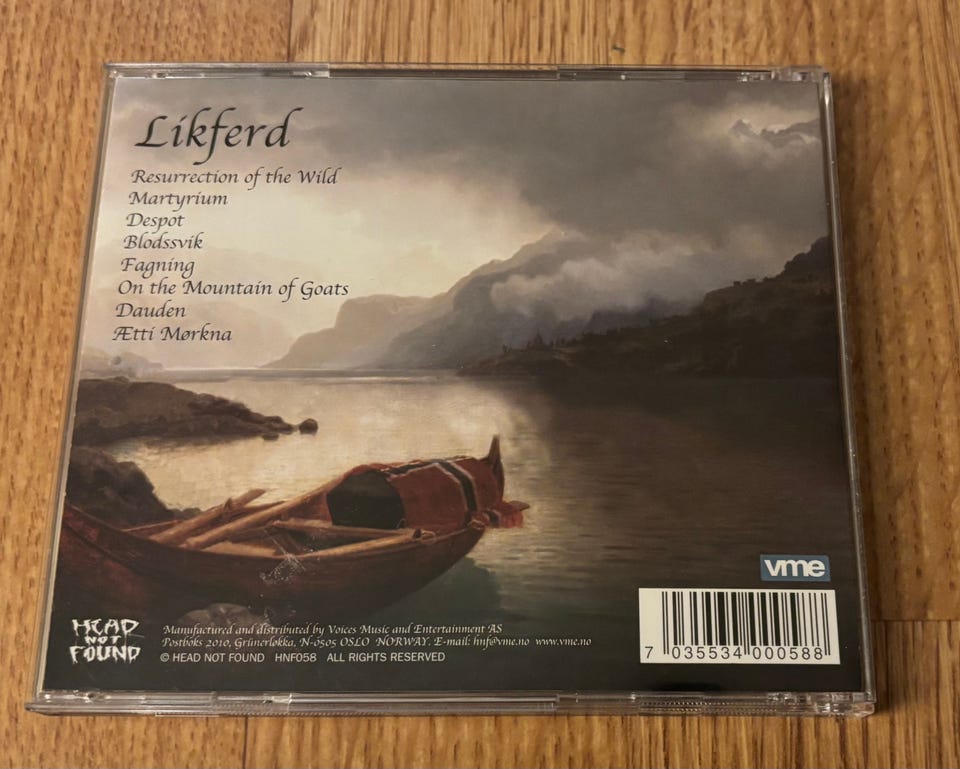 Likferd
Resurrection of the Wild
Martyrium
Despot
Blodssvik
Fagning
On the Mountain of Goats
Dauden
Ætti Mørkna
vme
HEAD
NOT
FOUND
Manufactured and distributed by Voices Music and Entertainment AS
Postboks 2010, Grünerløkka, N-0505 OSLO NORWAY. E-mail: hnf@vme.no www.vme.no
© HEAD NOT FOUND HNF058 ALL RIGHTS RESERVED
7 035534 000588